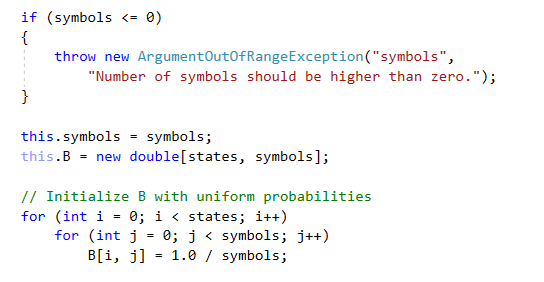 if (symbols <= 0)
{
    throw new ArgumentOutOfRangeException("symbols",
        "Number of symbols should be higher than zero.");
}

this.symbols = symbols;
this.B = new double[states, symbols];

// Initialize B with uniform probabilities
for (int i = 0; i < states; i++)
    for (int j = 0; j < symbols; j++)
        B[i, j] = 1.0 / symbols;